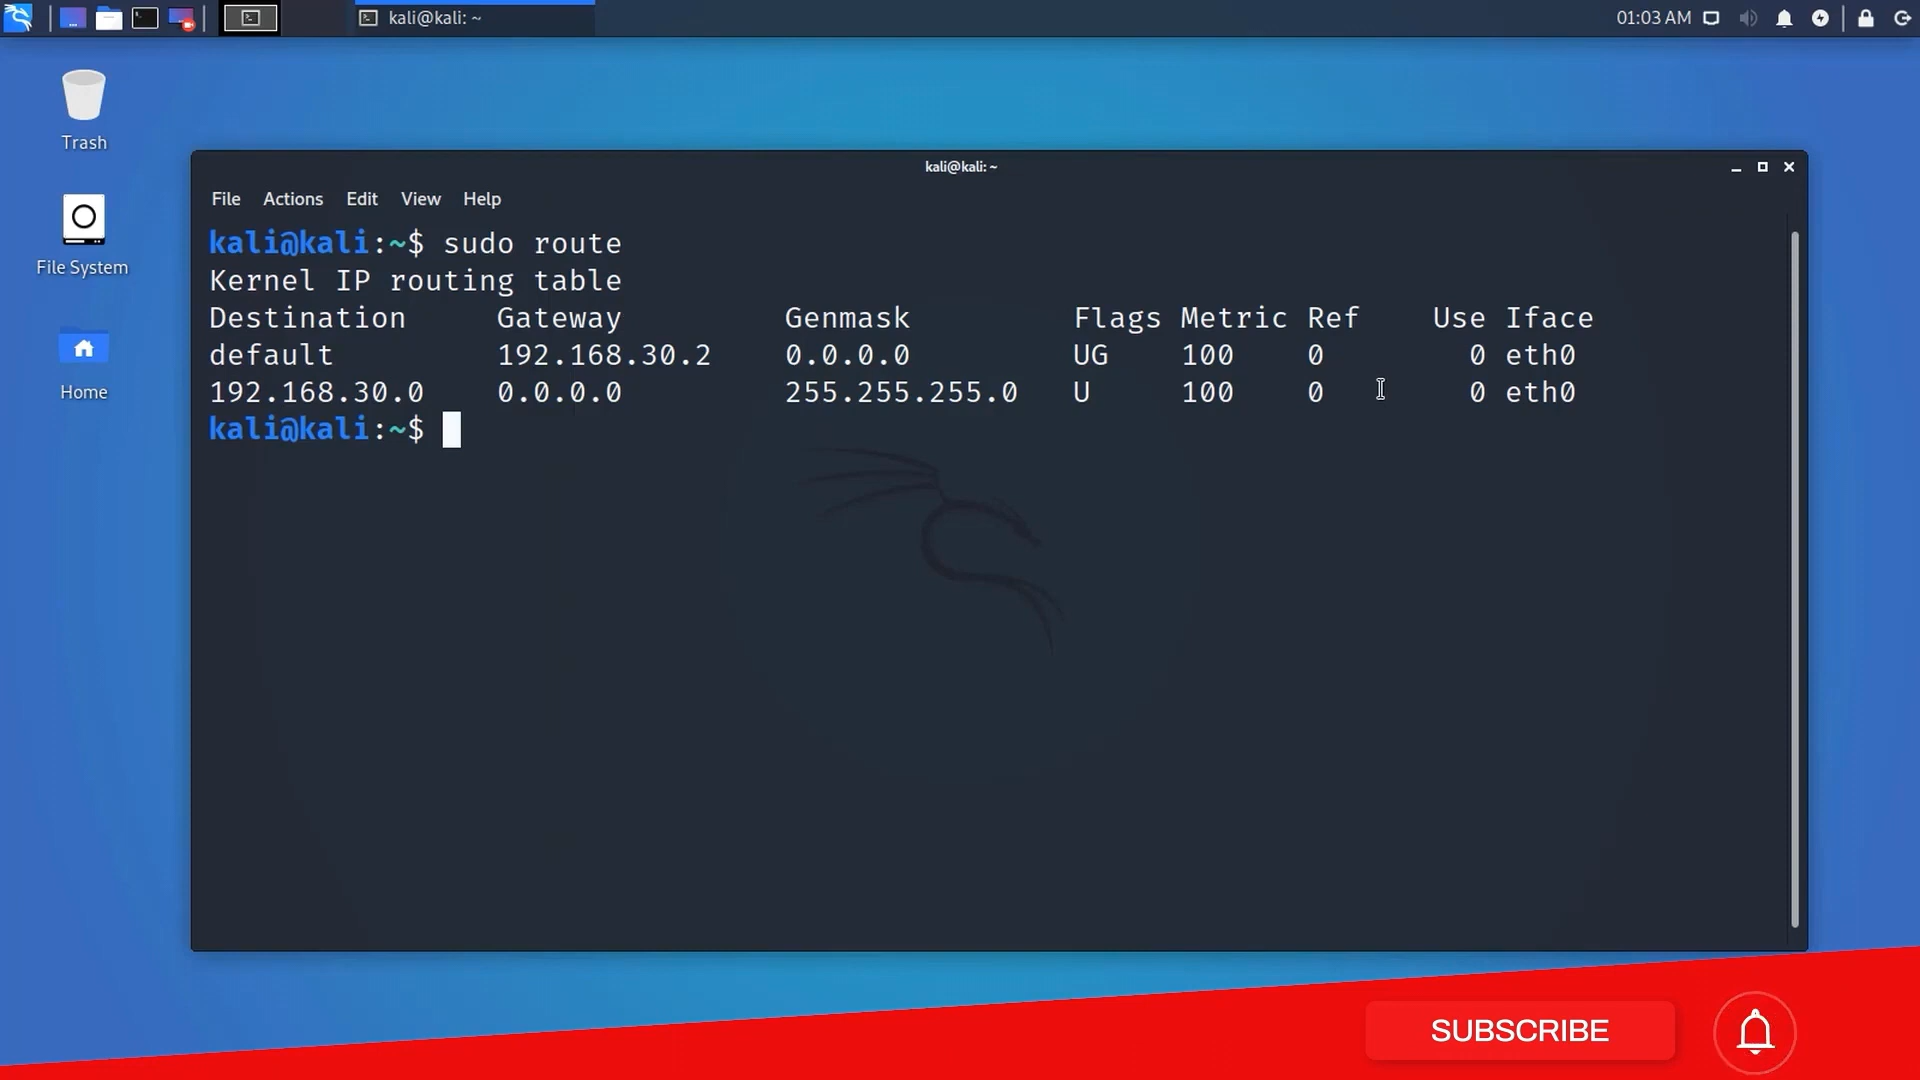 kali@kali: ~
01:03 AM
Trash
File System
Home
kali@kali: ~
File Actions Edit View Help
kali@kali:~$ sudo route
Kernel IP routing table
Destination Gateway Genmask Flags Metric Ref Use Iface
default 192.168.30.2 0.0.0.0 UG 100 0 0 eth0
192.168.30.0 0.0.0.0 255.255.255.0 U 100 0 0 eth0
kali@kali:~$
SUBSCRIBE